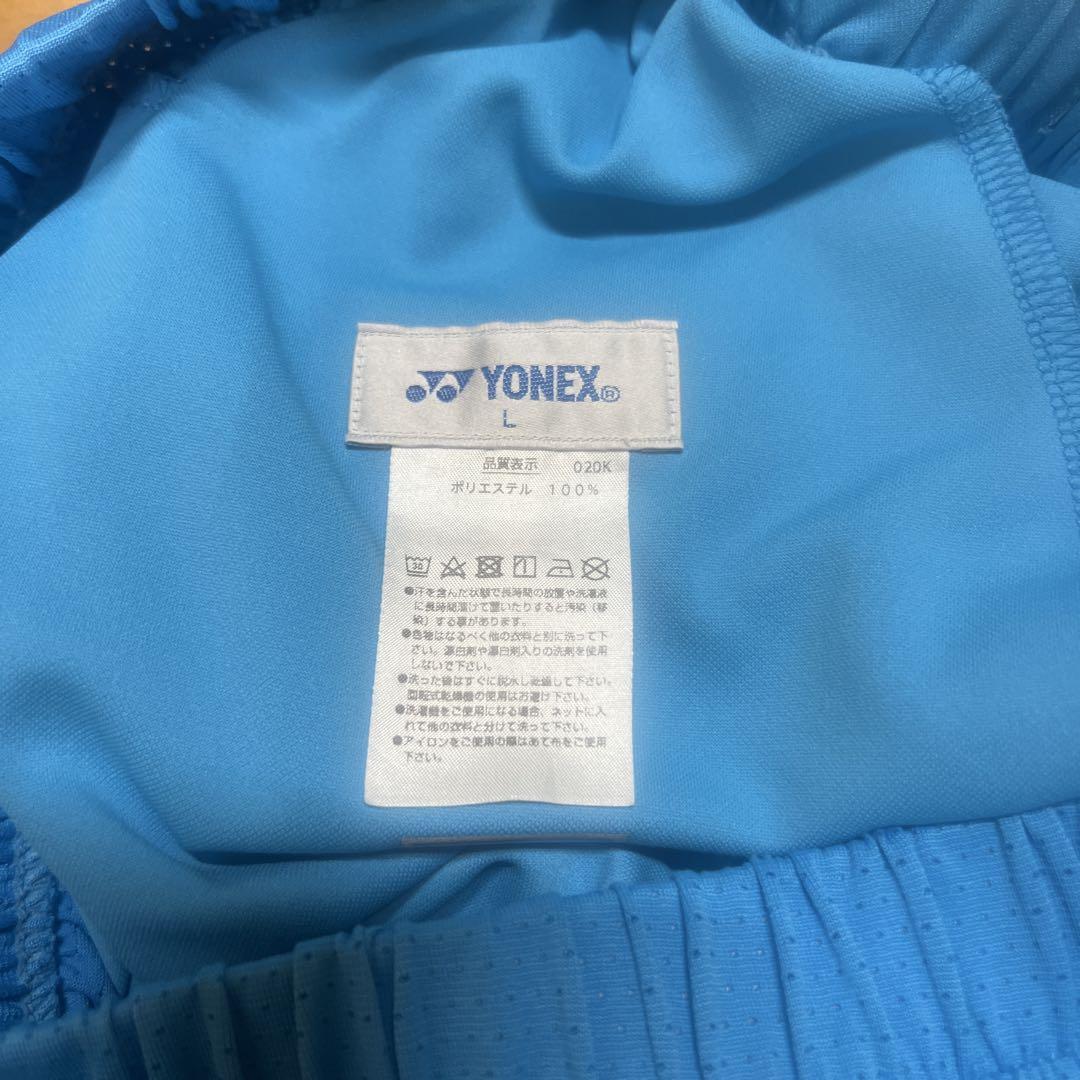 YONEX®
L
品質表示 020K
ポリエステル 100%
30
●汗を含んだ状態で長時間の放置や洗濯液
に長時間漬けて置いたりすると汚染（移
染）する事があります。
●色物はなるべく他の衣料と別に洗って下
さい。漂白剤や漂白剤入りの洗剤を使用
しないで下さい。
●洗った後はすぐに脱水し乾燥して下さい。
回転式乾燥機の使用はお避け下さい。
●洗濯機をご使用になる場合、ネットに入
れて他の衣料と分けて洗って下さい。
●アイロンをご使用の際はあて布をご使用
下さい。